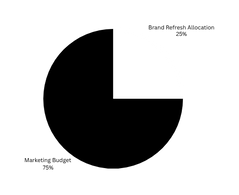 Brand Refresh Allocation
25%
Marketing Budget
75%